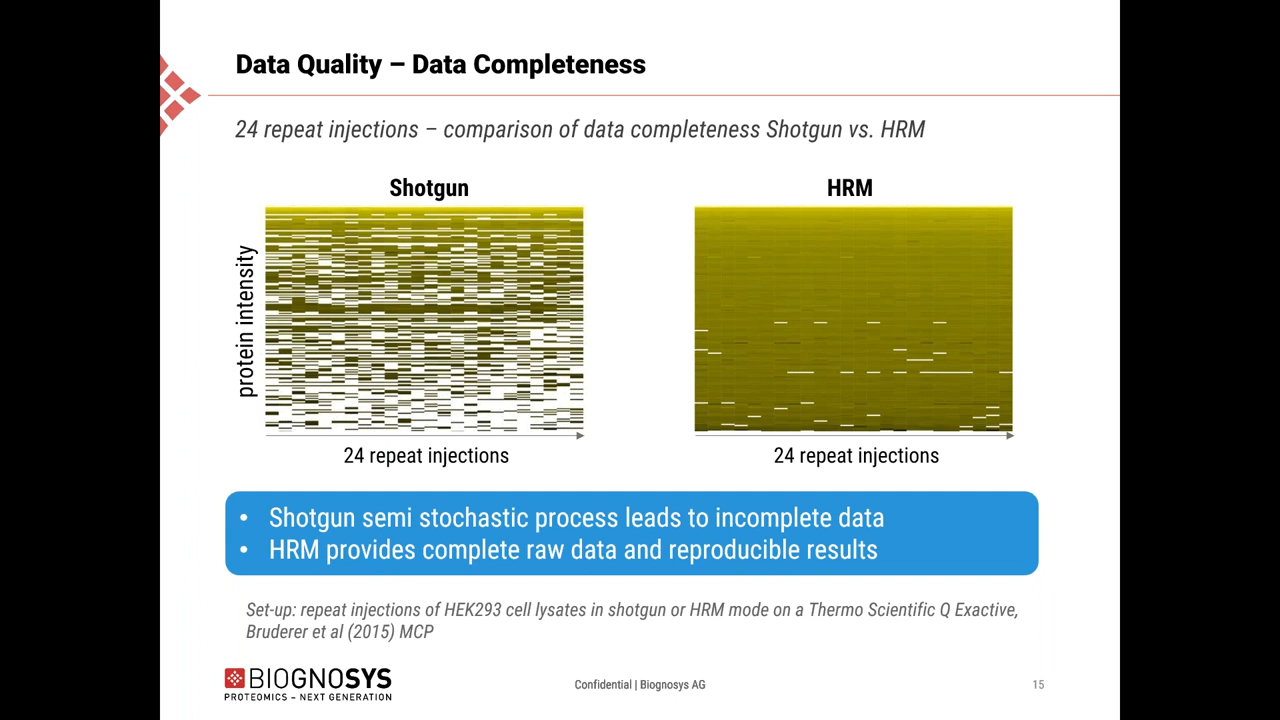 Data Quality – Data Completeness
24 repeat injections – comparison of data completeness Shotgun vs. HRM
Shotgun
HRM
protein intensity
24 repeat injections
24 repeat injections
• Shotgun semi stochastic process leads to incomplete data
• HRM provides complete raw data and reproducible results
Set-up: repeat injections of HEK293 cell lysates in shotgun or HRM mode on a Thermo Scientific Q Exactive,
Bruderer et al (2015) MCP
BIOGNOSYS
PROTEOMICS – NEXT GENERATION
Confidential | Biognosys AG
15